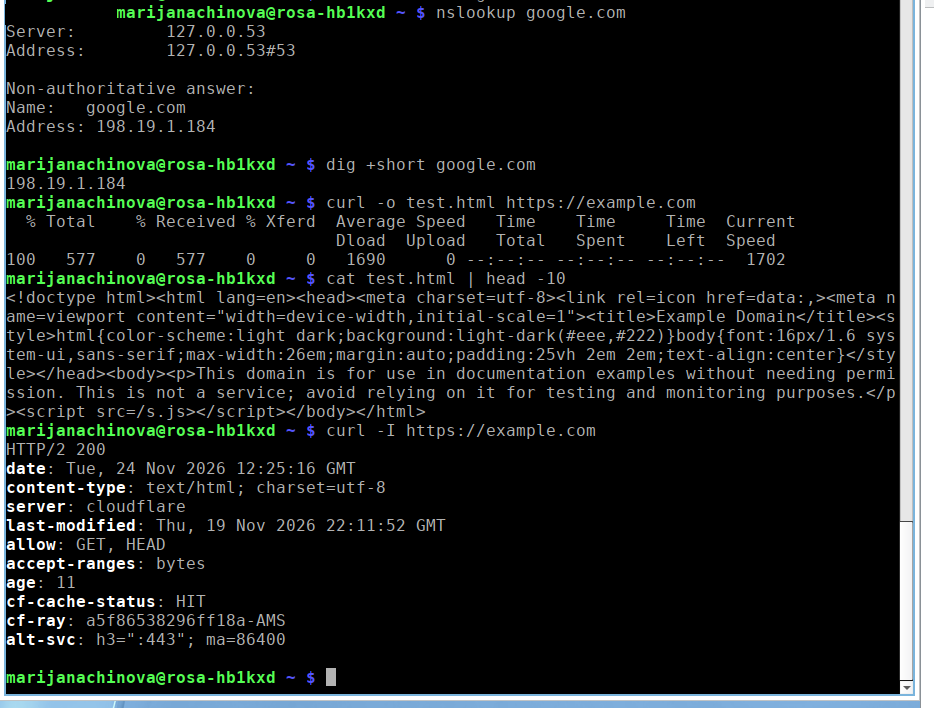 marijanachinova@rosa-hb1kxd ~ $ nslookup google.com
Server:         127.0.0.53
Address:        127.0.0.53#53

Non-authoritative answer:
Name:   google.com
Address: 198.19.1.184

marijanachinova@rosa-hb1kxd ~ $ dig +short google.com
198.19.1.184
marijanachinova@rosa-hb1kxd ~ $ curl -o test.html https://example.com
  % Total    % Received % Xferd  Average Speed   Time    Time     Time  Current
                                 Dload  Upload   Total   Spent    Left  Speed
100   577    0   577    0     0   1690      0 --:--:-- --:--:-- --:--:--  1702
marijanachinova@rosa-hb1kxd ~ $ cat test.html | head -10
<!doctype html><html lang=en><head><meta charset=utf-8><link rel=icon href=data:,><meta n
ame=viewport content="width=device-width,initial-scale=1"><title>Example Domain</title><s
tyle>html{color-scheme:light dark;background:light-dark(#eee,#222)}body{font:16px/1.6 sys
tem-ui,sans-serif;max-width:26em;margin:auto;padding:25vh 2em 2em;text-align:center}</sty
le></head><body><p>This domain is for use in documentation examples without needing permi
ssion. This is not a service; avoid relying on it for testing and monitoring purposes.</p
><script src=/s.js></script></body></html>
marijanachinova@rosa-hb1kxd ~ $ curl -I https://example.com
HTTP/2 200
date: Tue, 24 Nov 2026 12:25:16 GMT
content-type: text/html; charset=utf-8
server: cloudflare
last-modified: Thu, 19 Nov 2026 22:11:52 GMT
allow: GET, HEAD
accept-ranges: bytes
age: 11
cf-cache-status: HIT
cf-ray: a5f86538296ff18a-AMS
alt-svc: h3=":443"; ma=86400

marijanachinova@rosa-hb1kxd ~ $